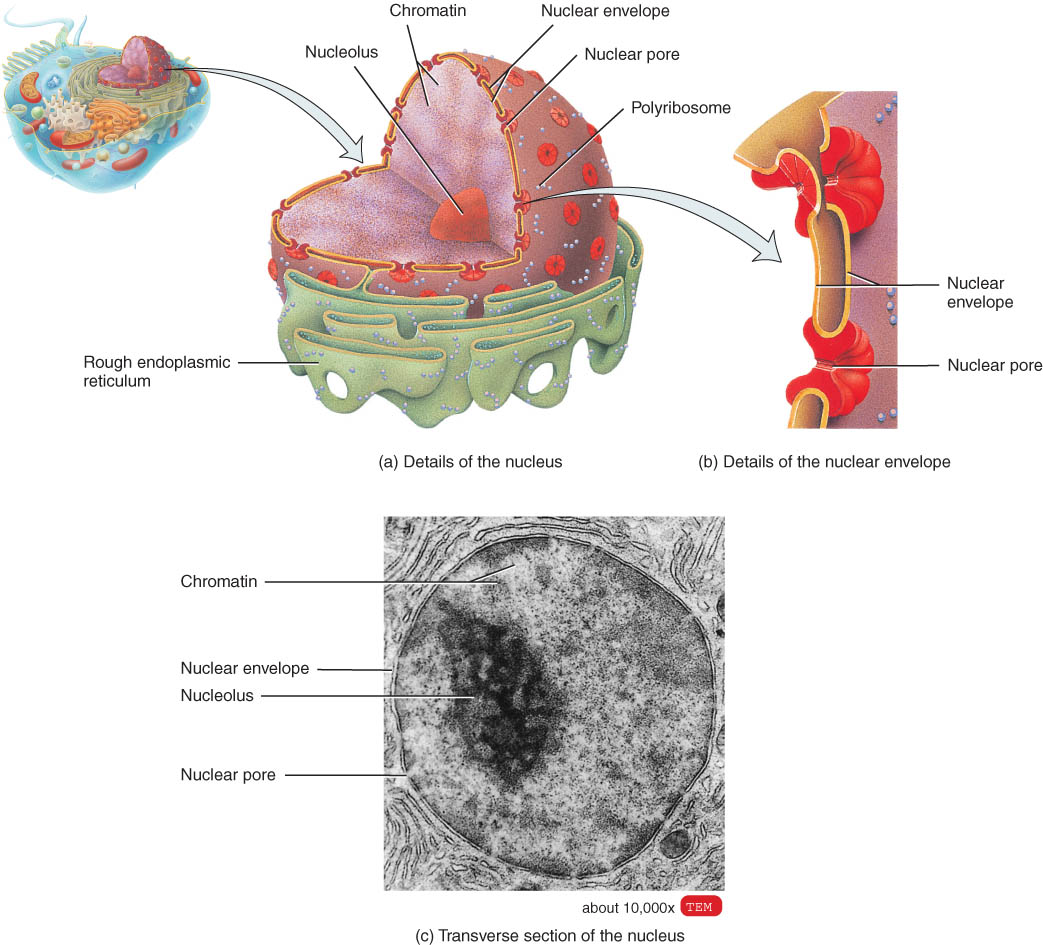 Chromatin
Nuclear envelope
Nucleolus
Nuclear pore
Polyribosome
Rough endoplasmic
reticulum
Nuclear
envelope
Nuclear pore
(a) Details of the nucleus
(b) Details of the nuclear envelope
Chromatin
Nuclear envelope
Nucleolus
Nuclear pore
about 10,000x TEM
(c) Transverse section of the nucleus